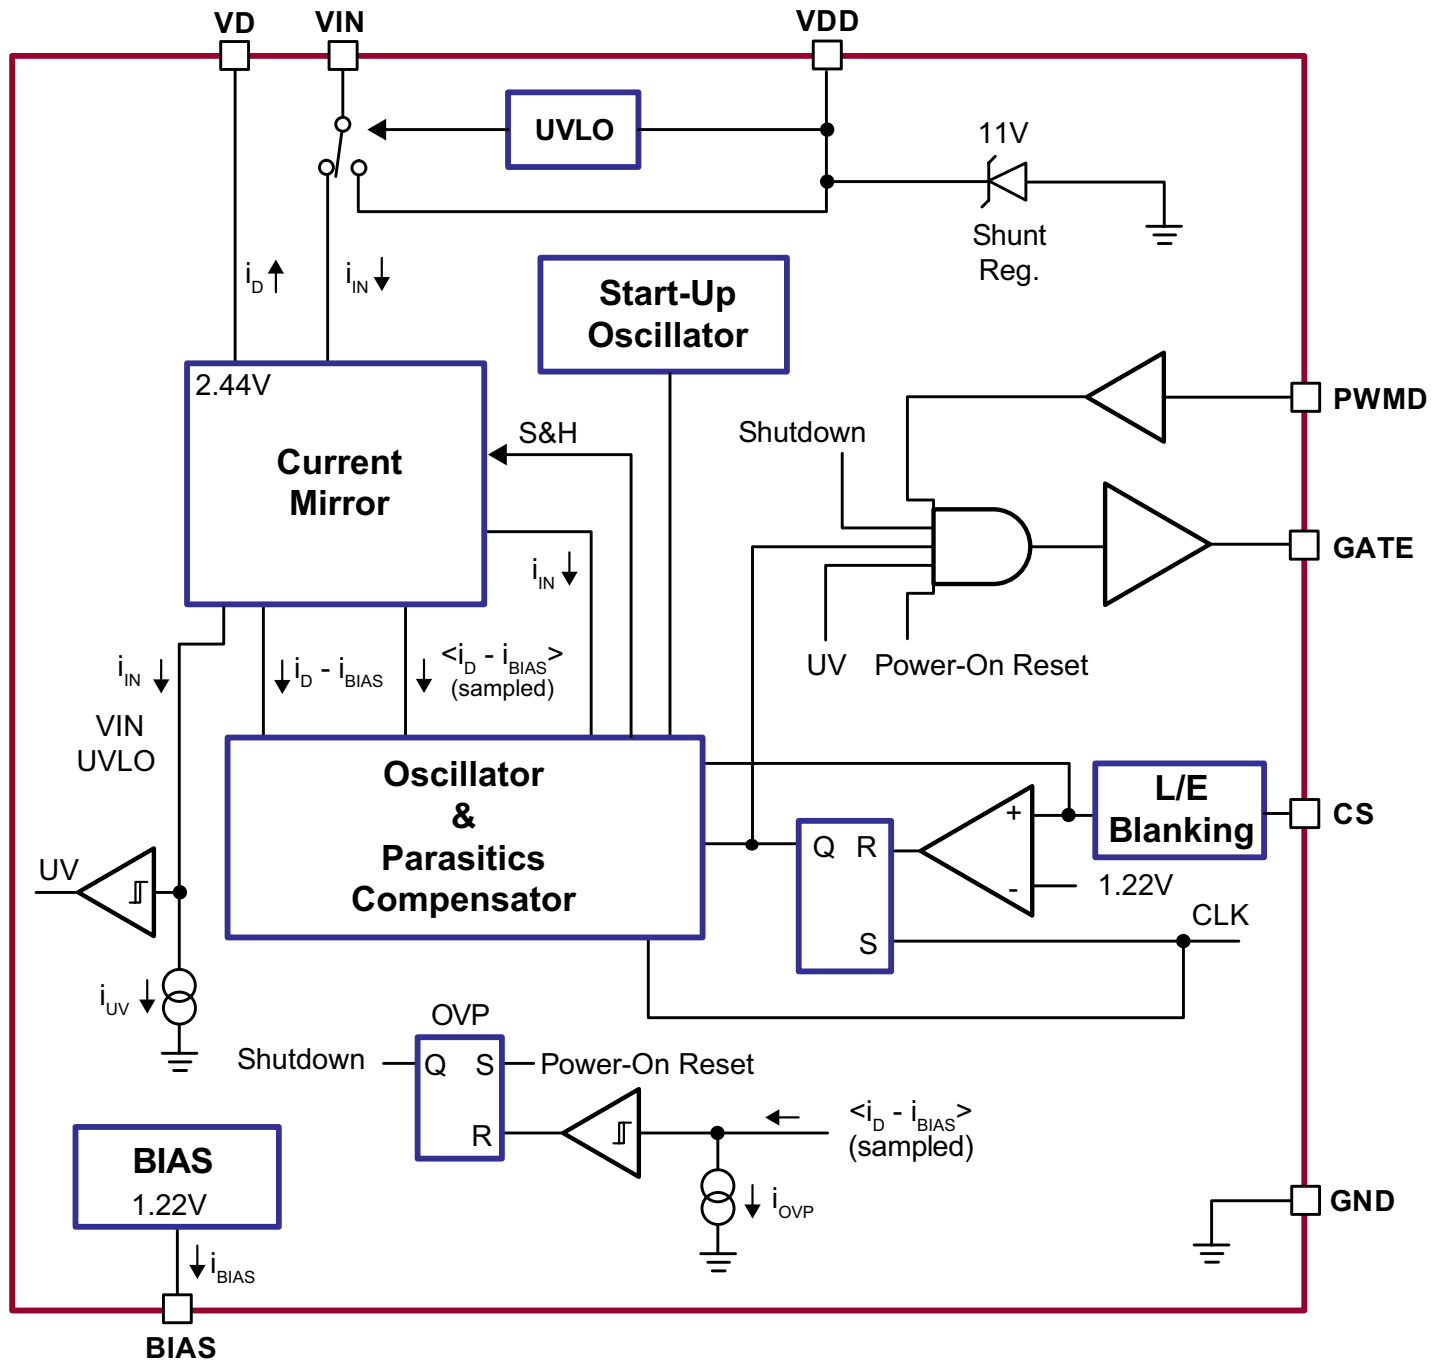 VD
VIN
VDD
UVLO
11V
Shunt
Reg.
iD
iIN
Start-Up
Oscillator
2.44V
Current
Mirror
S&H
Shutdown
PWMD
GATE
iIN
UV
Power-On Reset
iIN
iD - iBIAS
<iD - iBIAS>
(sampled)
VIN
UVLO
Oscillator
&
Parasitics
Compensator
L/E
Blanking
CS
+
-
Q
R
S
1.22V
CLK
UV
iUV
OVP
Shutdown
Q
S
R
Power-On Reset
<iD - iBIAS>
(sampled)
iOVP
BIAS
1.22V
iBIAS
BIAS
GND